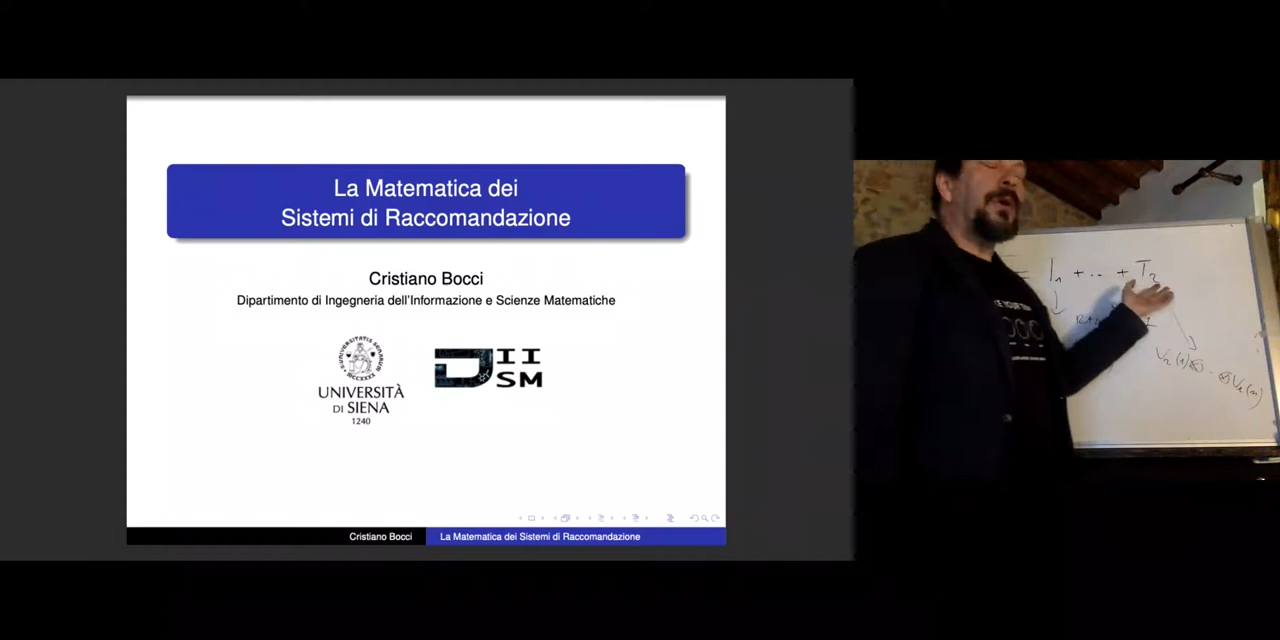 La Matematica dei
Sistemi di Raccomandazione
Cristiano Bocci
Dipartimento di Ingegneria dell'Informazione e Scienze Matematiche
UNIVERSITÀ
DI SIENA
1240
II
SM
Cristiano Bocci
La Matematica dei Sistemi di Raccomandazione